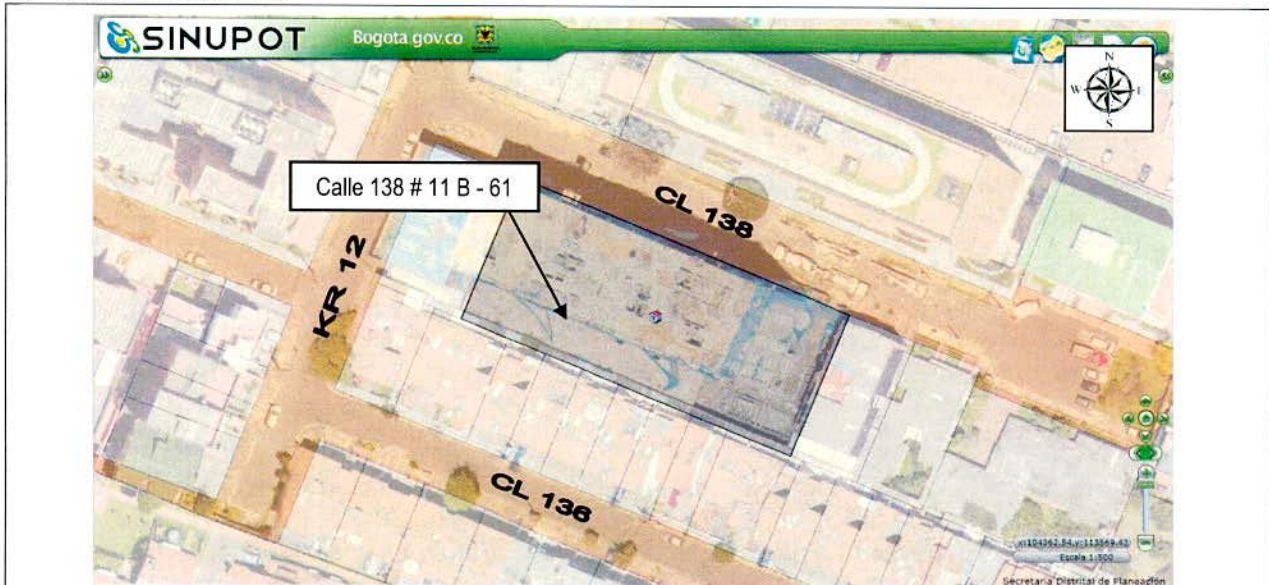 SINUPOT
Bogota gov.co
N
W E
S
Calle 138 # 11 B - 61
CL 138
KR 12
CL 136
Escala 1:500
Secretaria Distrital de Planeación